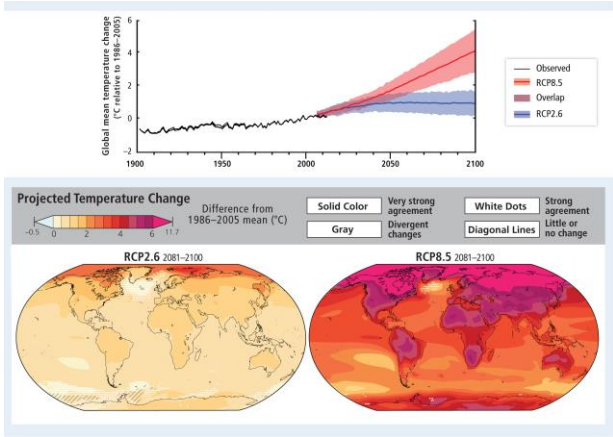 Global mean temperature change
(°C relative to 1986–2005)
6
4
2
0
−2
1900
1950
2000
2050
2100
Observed
RCP8.5
Overlap
RCP2.6
Projected Temperature Change
−0.5
0
2
4
6
11.7
Difference from
1986–2005 mean (°C)
Solid Color
Very strong
agreement
White Dots
Strong
agreement
Gray
Divergent
changes
Diagonal Lines
Little or
no change
RCP2.6 2081–2100
RCP8.5 2081–2100